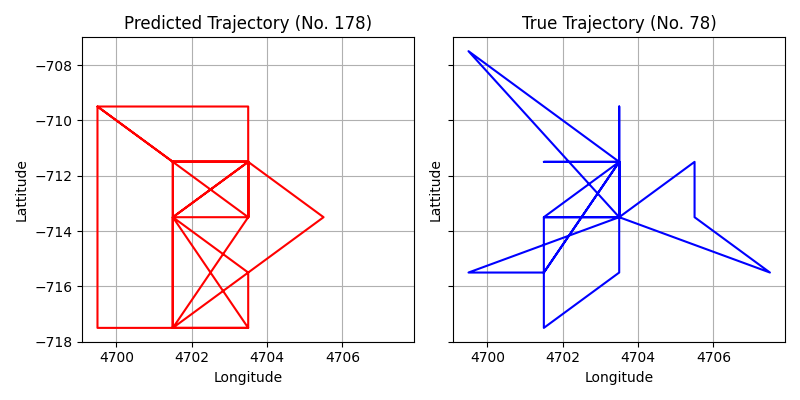 Predicted Trajectory (No. 178)
True Trajectory (No. 78)
−708
−710
−712
−714
−716
−718
Lattitude
Lattitude
4700
4702
4704
4706
4700
4702
4704
4706
Longitude
Longitude